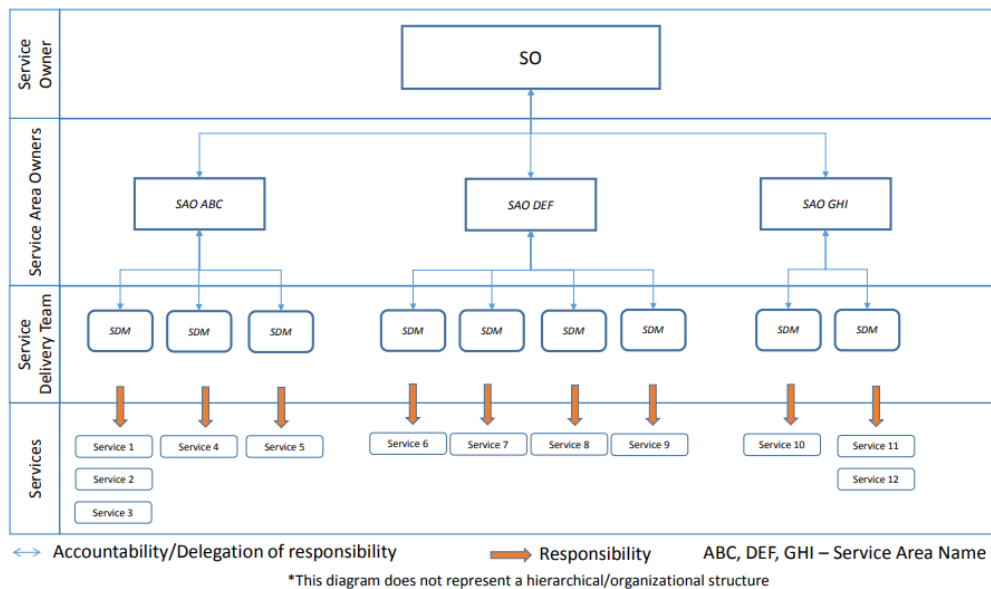 Service
Owner
SO
Service Area Owners
SAO ABC
SAO DEF
SAO GHI
Service
Delivery Team
SDM
SDM
SDM
SDM
SDM
SDM
SDM
SDM
SDM
Services
Service 1
Service 4
Service 5
Service 6
Service 7
Service 8
Service 9
Service 10
Service 11
Service 2
Service 12
Service 3
Accountability/Delegation of responsibility
Responsibility
ABC, DEF, GHI – Service Area Name
*This diagram does not represent a hierarchical/organizational structure